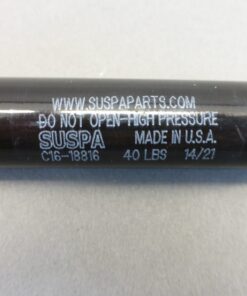 WWW.SUSPAPARTS.COM
DO NOT OPEN-HIGH PRESSURE
SUSPA MADE IN U.S.A.
C16-18816 40 LBS 14/21